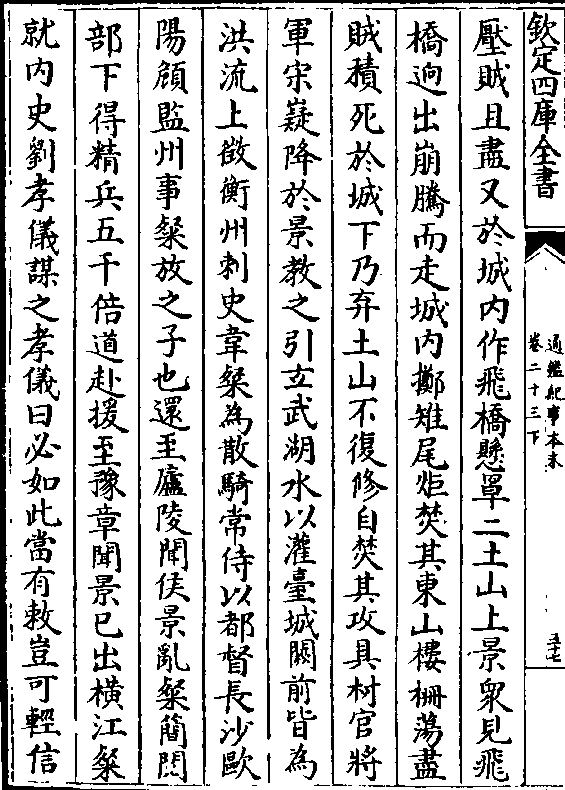 欽定四庫全書
通鑑紀事本末
卷二十三下
五十七
壓賊且盡又於城内作飛橋懸罩二土山上景衆見飛
橋逈出崩騰而走城内擲雉尾炬焚其東山樓柵蕩盡
賊積死於城下乃弃土山不復修自焚其攻具材官將
軍宋嶷降於景教之引玄武湖水以灌臺城闕前皆為
洪流上徵衡州刺史韋粲為散騎常侍以都督長沙歐
陽頠監州事粲放之子也還至廬陵聞侯景亂粲簡閲
部下得精兵五千倍道赴援至豫章聞景已出橫江粲
就内史劉孝儀謀之孝儀曰必如此當有敕豈可輕信